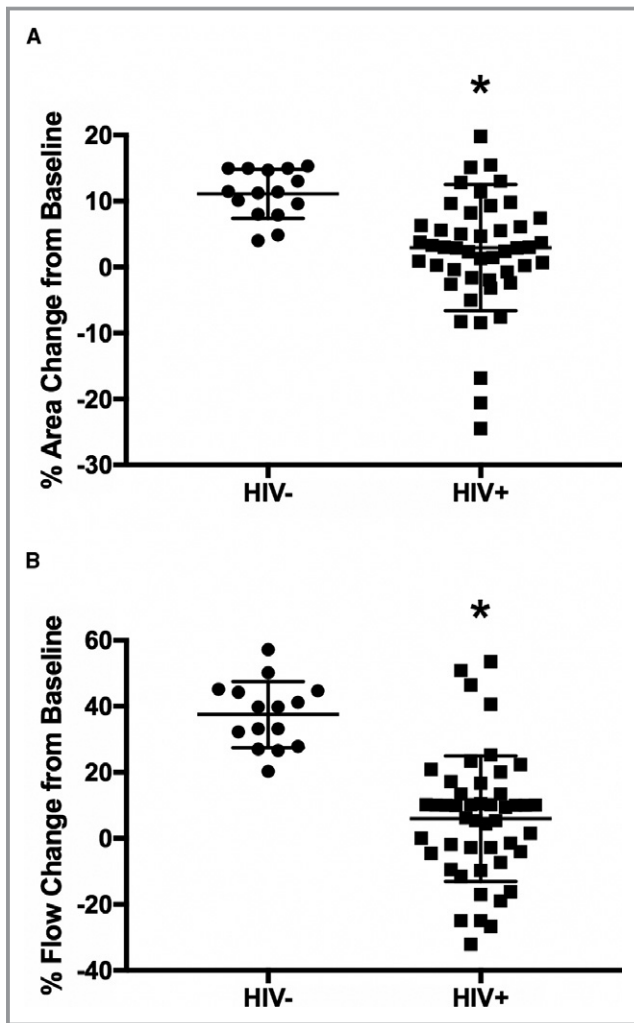 A
*
% Area Change from Baseline
20
10
0
-10
-20
-30
HIV-
HIV+
B
*
% Flow Change from Baseline
60
40
20
0
-20
-40
HIV-
HIV+